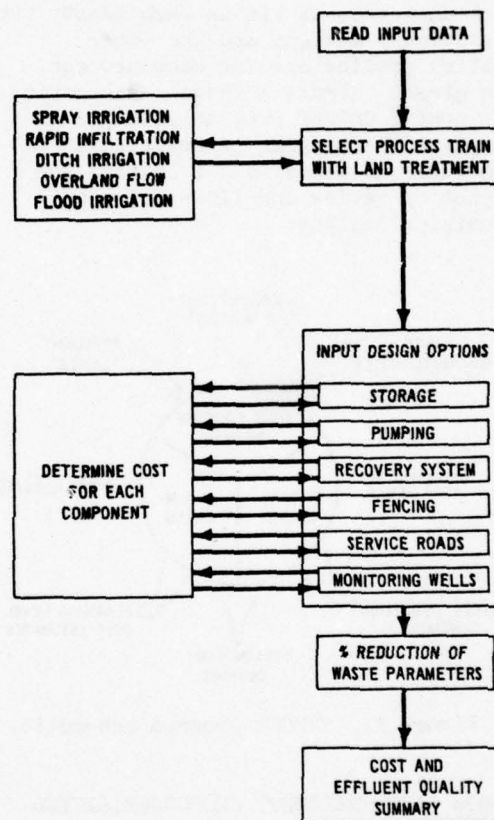 READ INPUT DATA
SPRAY IRRIGATION
RAPID INFILTRATION
DITCH IRRIGATION
OVERLAND FLOW
FLOOD IRRIGATION
SELECT PROCESS TRAIN
WITH LAND TREATMENT
INPUT DESIGN OPTIONS
STORAGE
PUMPING
RECOVERY SYSTEM
FENCING
SERVICE ROADS
MONITORING WELLS
DETERMINE COST
FOR EACH
COMPONENT
% REDUCTION OF
WASTE PARAMETERS
COST AND
EFFLUENT QUALITY
SUMMARY